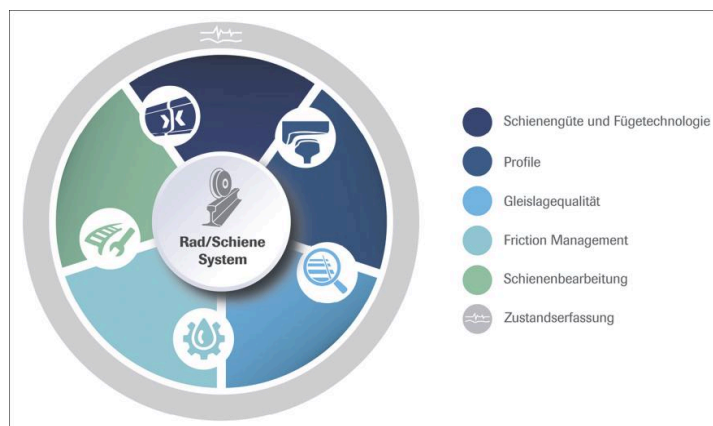 Rad/Schiene
System
Schienengüte und Fügetechnologie
Profile
Gleislagequalität
Friction Management
Schienenbearbeitung
Zustandserfassung